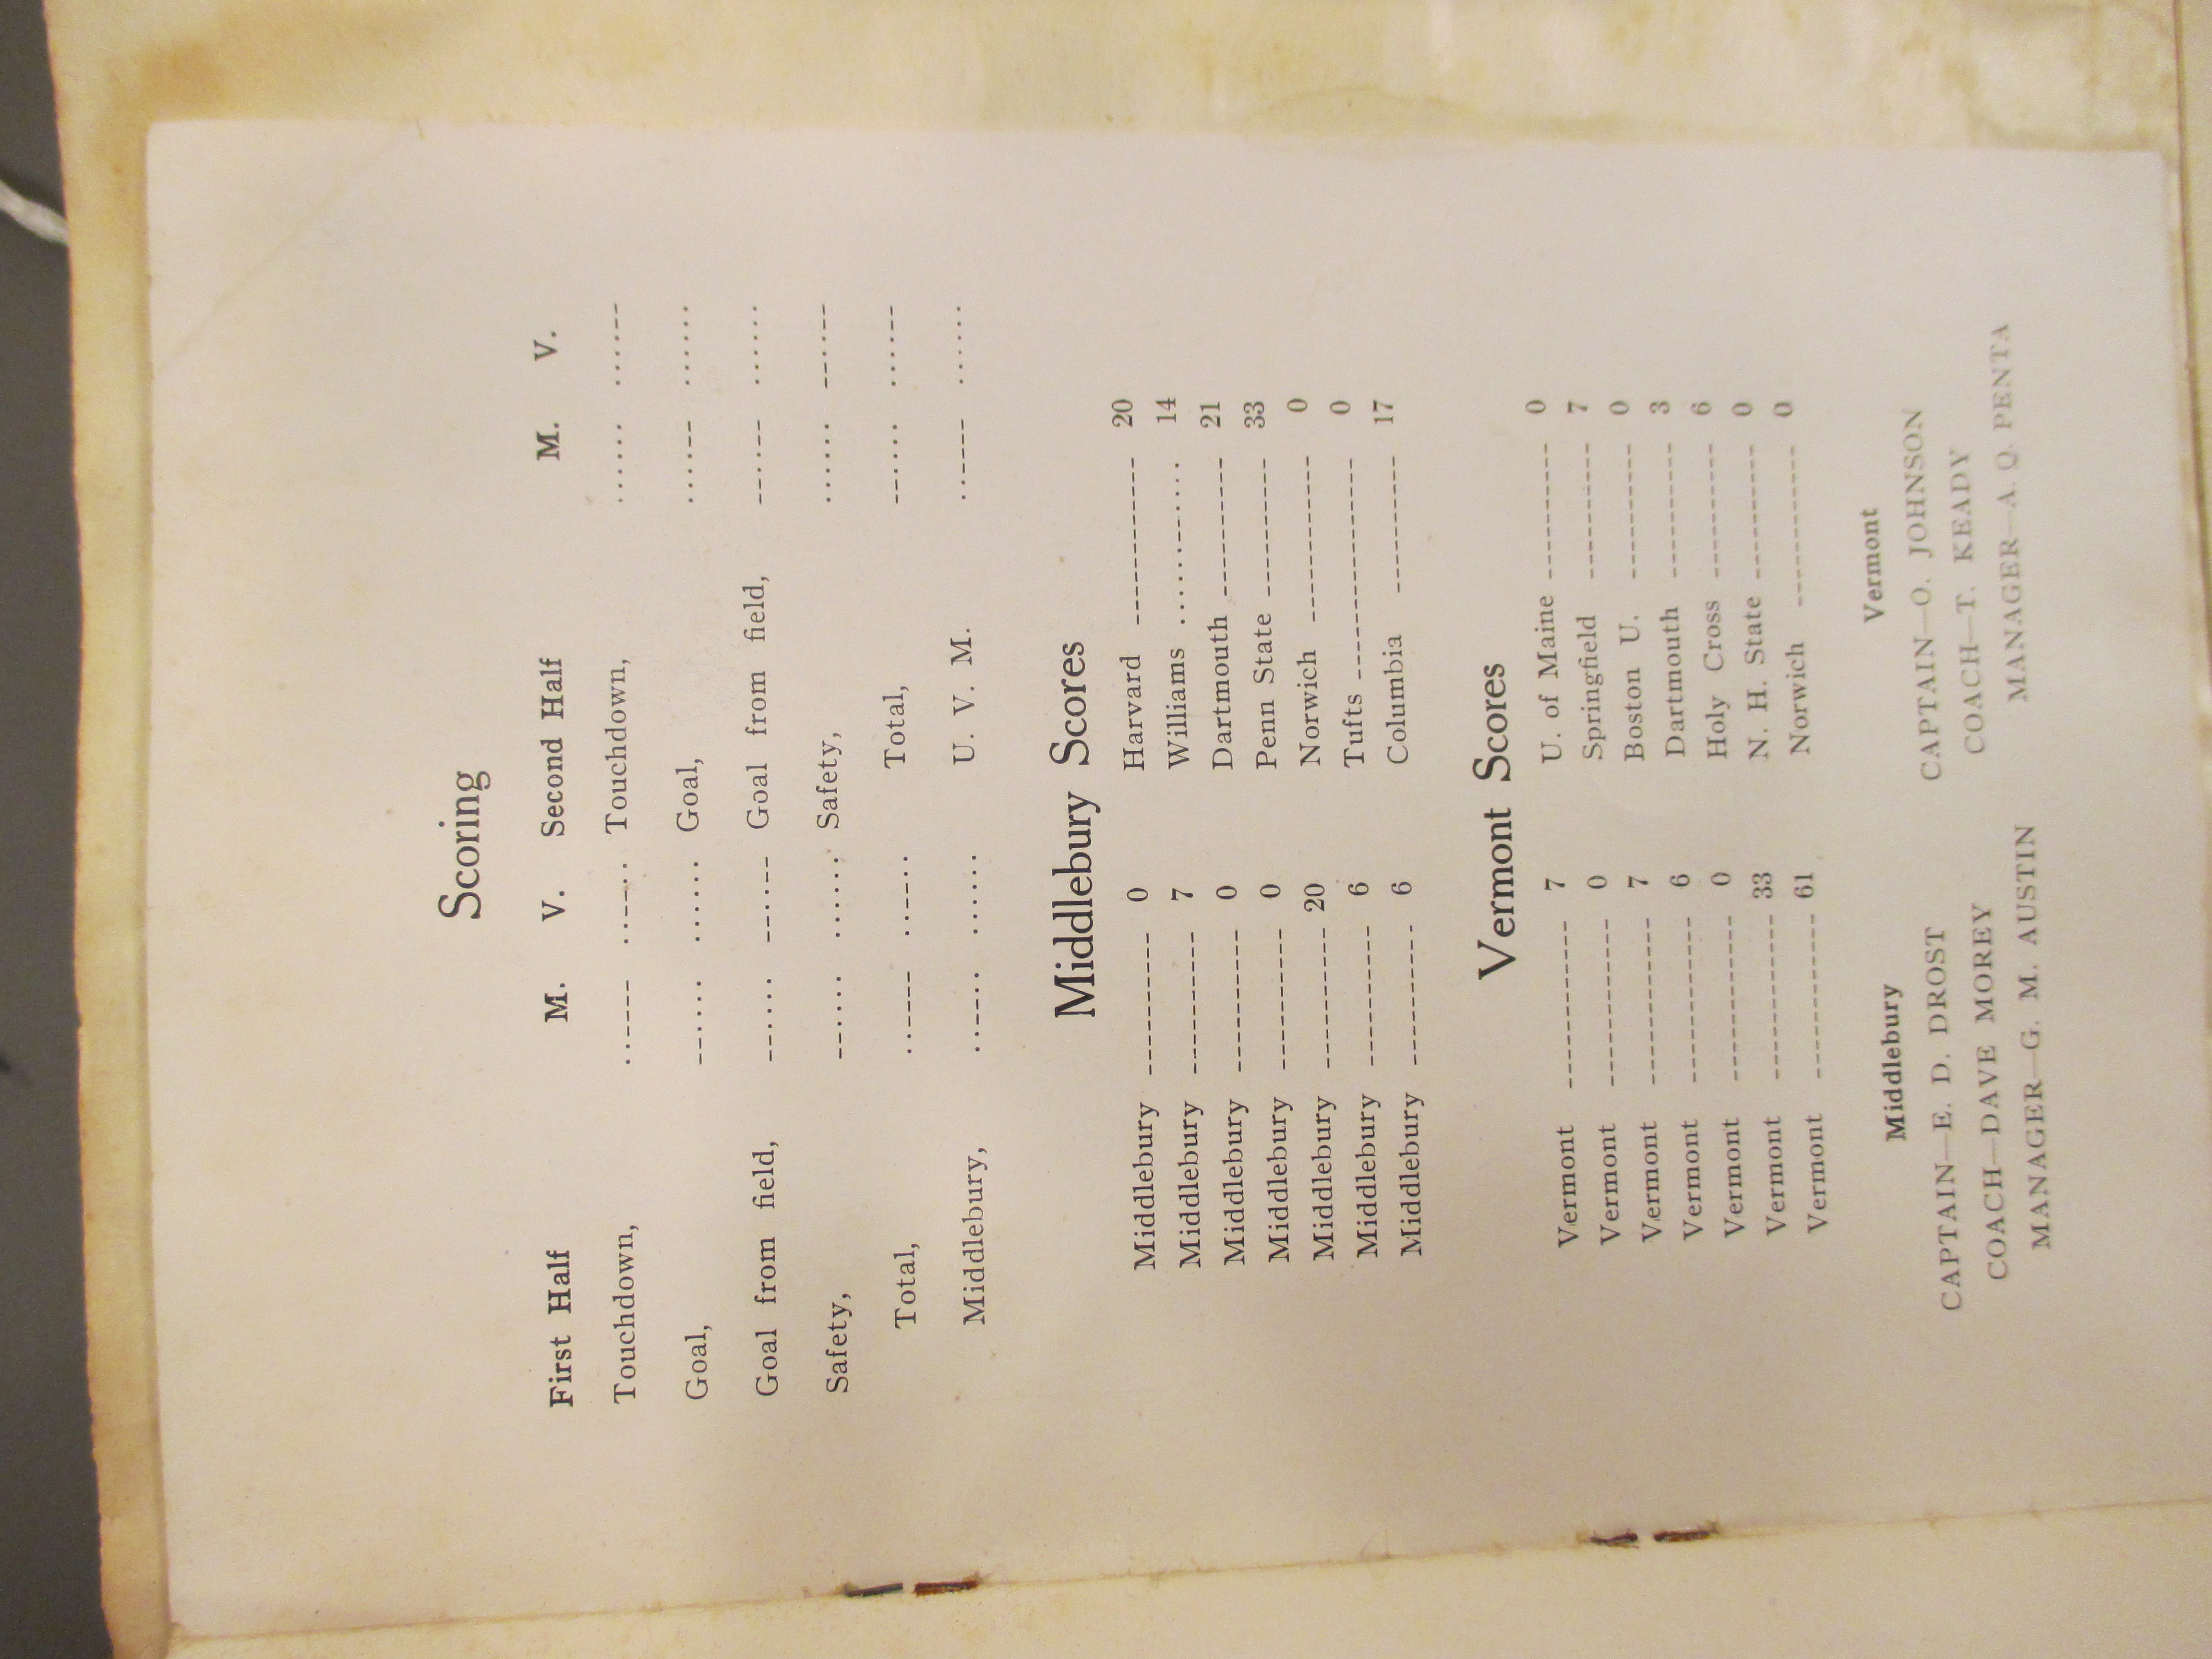 Scoring
First Half M. V. Second Half M. V.
Touchdown, ...... ...... Touchdown, ...... ......
Goal, ...... ...... Goal, ...... ......
Goal from field, ...... ...... Goal from field, ...... ......
Safety, ...... ...... Safety, ...... ......
Total, ...... ...... Total, ...... ......
Middlebury, ...... ...... U. V. M. ...... ......
Middlebury Scores
Middlebury ----------- 0 Harvard ------------- 20
Middlebury ----------- 7 Williams ............. 14
Middlebury ----------- 0 Dartmouth ----------- 21
Middlebury ----------- 0 Penn State ----------- 33
Middlebury ----------- 20 Norwich ------------- 0
Middlebury ----------- 6 Tufts ----------------- 0
Middlebury ----------- 6 Columbia ----------- 17
Vermont Scores
Vermont ------------- 7 U. of Maine ----------- 0
Vermont ------------- 0 Springfield ----------- 7
Vermont ------------- 7 Boston U. ----------- 0
Vermont ------------- 6 Dartmouth ----------- 3
Vermont ------------- 0 Holy Cross ----------- 6
Vermont ------------- 33 N. H. State ----------- 0
Vermont ------------- 61 Norwich ------------- 0
Middlebury Vermont
CAPTAIN—E. D. DROST CAPTAIN—O. JOHNSON
COACH—DAVE MOREY COACH—T. KEADY
MANAGER—G. M. AUSTIN MANAGER—A. Q. PENTA